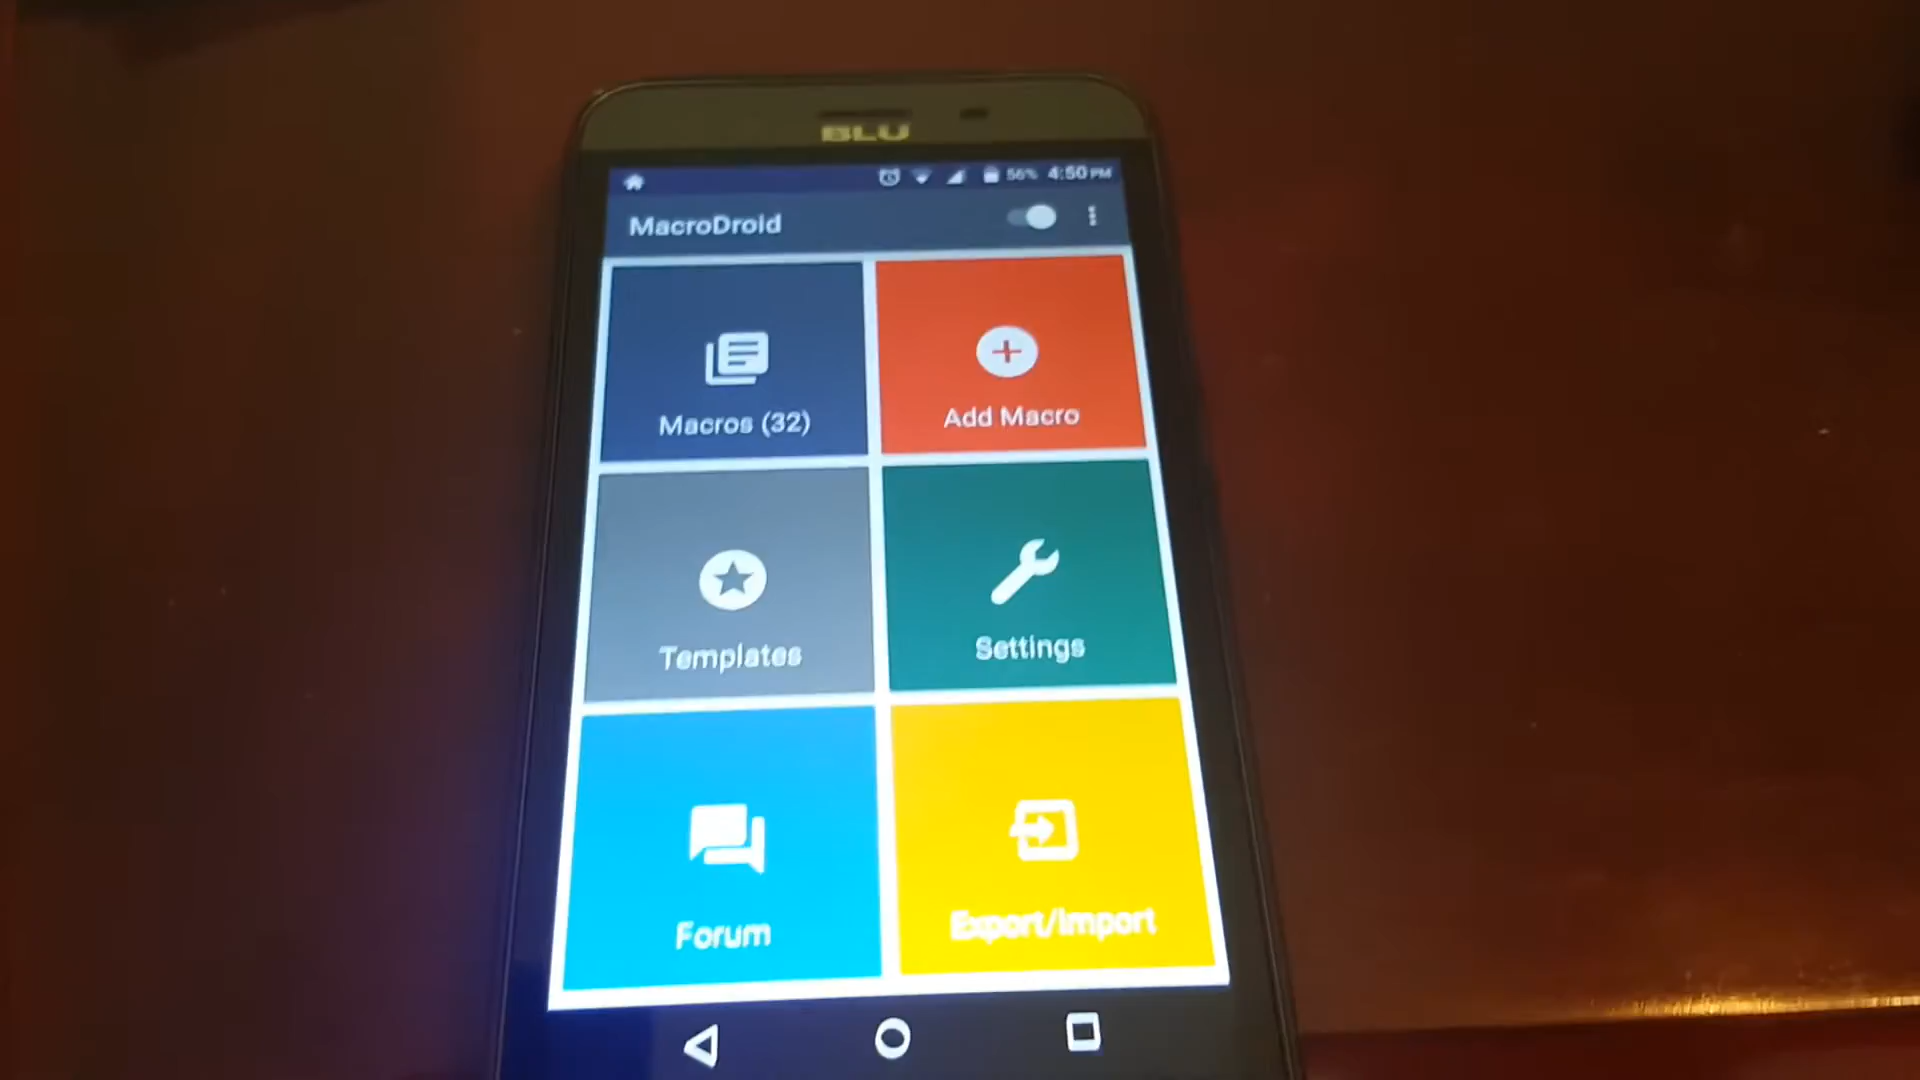 BLU
56% 4:50 PM
MacroDroid
Macros (32)
Add Macro
Templates
Settings
Forum
Export/Import